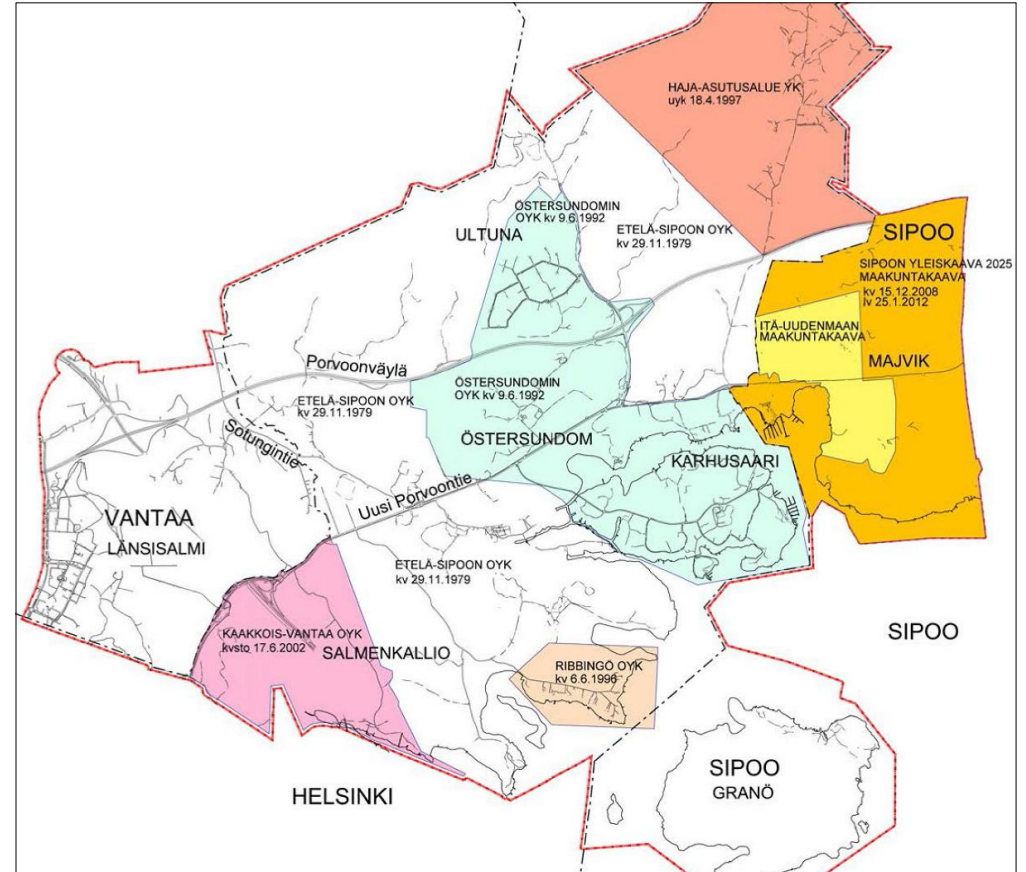 HAJA-ASUTUSALUE YK
uyk 18.4.1997
ÖSTERSUNDOMIN
OYK kv 9.6.1992
ULTUNA
ETELÄ-SIPOON OYK
kv 29.11.1979
SIPOO
SIPOON YLEISKAAVA 2025
MAAKUNTAKAAVA
kv 15.12.2008
lv 25.1.2012
ITÄ-UUDENMAAN
MAAKUNTAKAAVA
MAJVIK
Porvoonväylä
ETELÄ-SIPOON OYK
kv 29.11.1979
ÖSTERSUNDOMIN
OYK kv 9.6.1992
Sotungintie
ÖSTERSUNDOM
KARHUSAARI
Uusi Porvoontie
VANTAA
LÄNSISALMI
ETELÄ-SIPOON OYK
kv 29.11.1979
KAAKKOIS-VANTAA OYK
kvsto 17.6.2002
SALMENKALLIO
SIPOO
RIBBINGÖ OYK
kv 6.6.1996
HELSINKI
SIPOO
GRANÖ